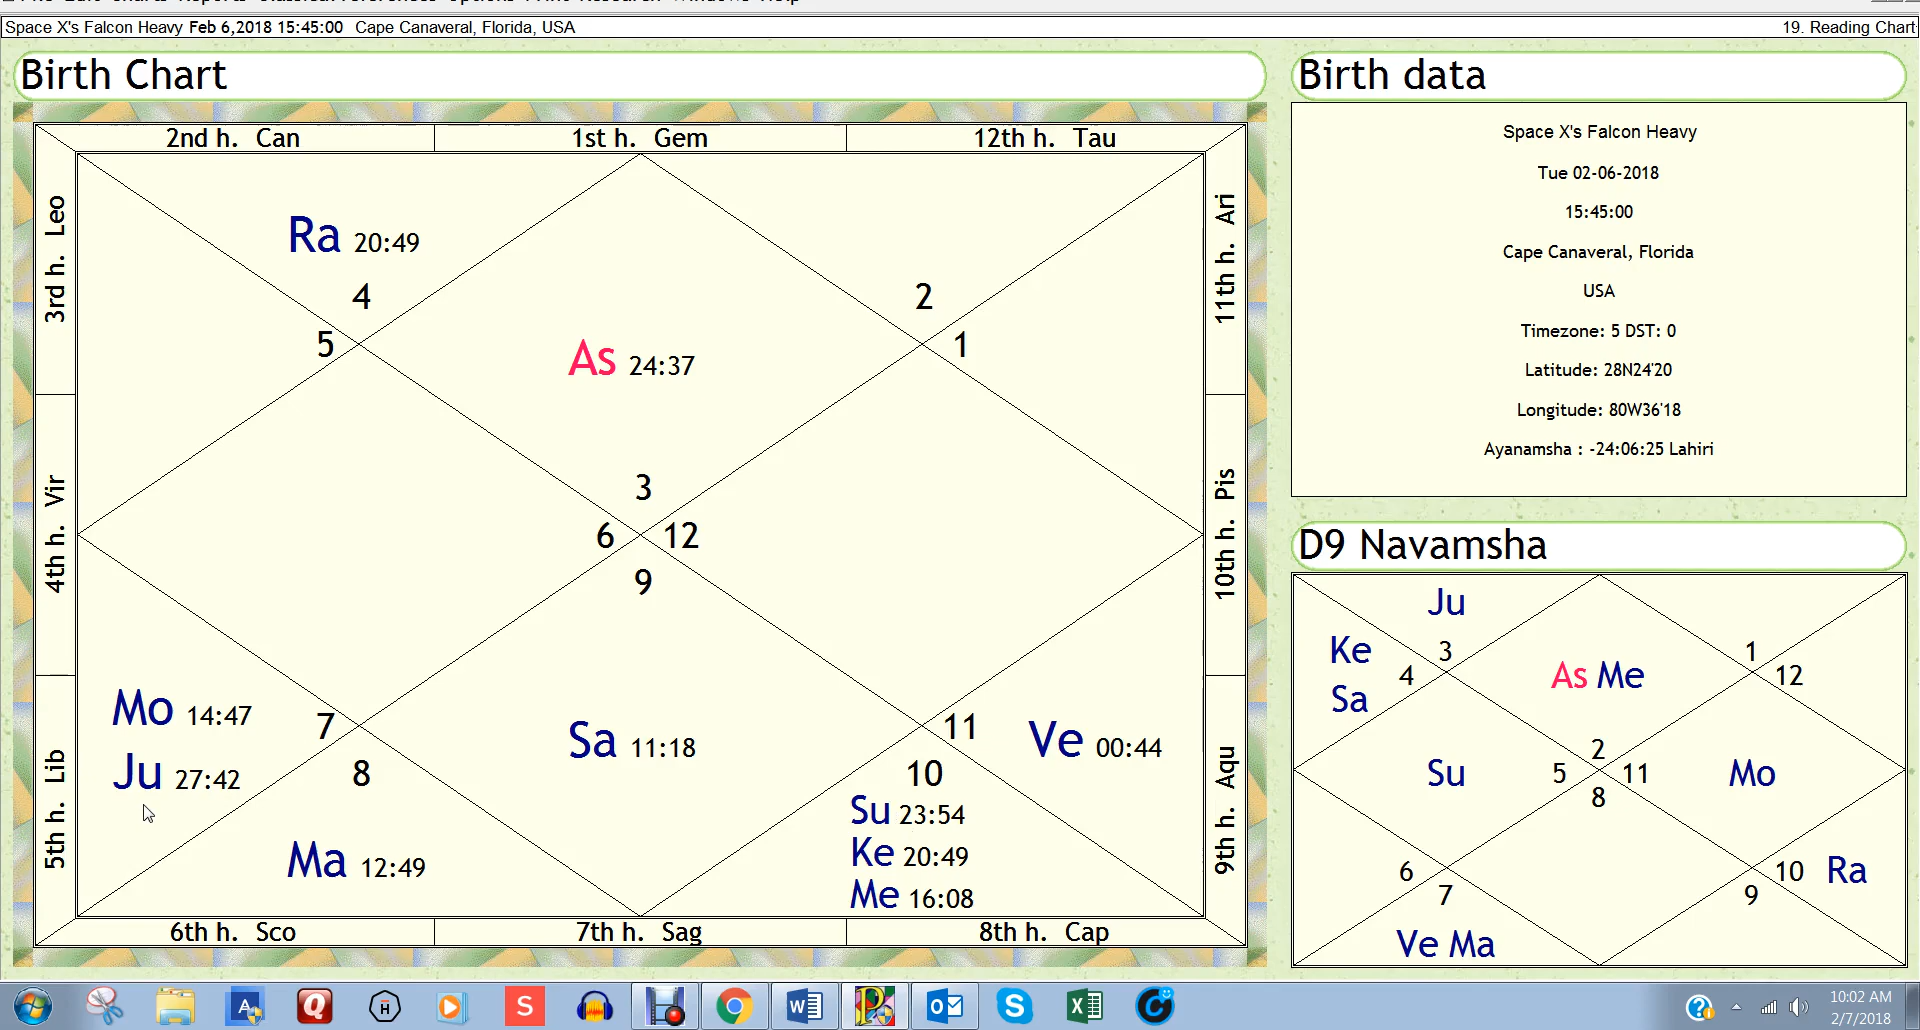 Space X's Falcon Heavy Feb 6,2018 15:45:00 Cape Canaveral, Florida, USA
19. Reading Chart
Birth Chart
2nd h. Can
1st h. Gem
12th h. Tau
3rd h. Leo
11th h. Ari
Ra 20:49
4
2
5
1
As 24:37
4th h. Vir
10th h. Pis
3
6
12
9
Mo 14:47
7
11
Ju 27:42
8
Sa 11:18
10
Ve 00:44
5th h. Lib
9th h. Aqu
Su 23:54
Ke 20:49
Me 16:08
Ma 12:49
6th h. Sco
7th h. Sag
8th h. Cap
Birth data
Space X's Falcon Heavy
Tue 02-06-2018
15:45:00
Cape Canaveral, Florida
USA
Timezone: 5 DST: 0
Latitude: 28N24'20
Longitude: 80W36'18
Ayanamsha : -24:06:25 Lahiri
D9 Navamsha
Ju
Ke
3
1
Sa
4
As Me
12
2
Su
5
11
Mo
8
6
10
Ra
7
9
Ve Ma
10:02 AM
2/7/2018